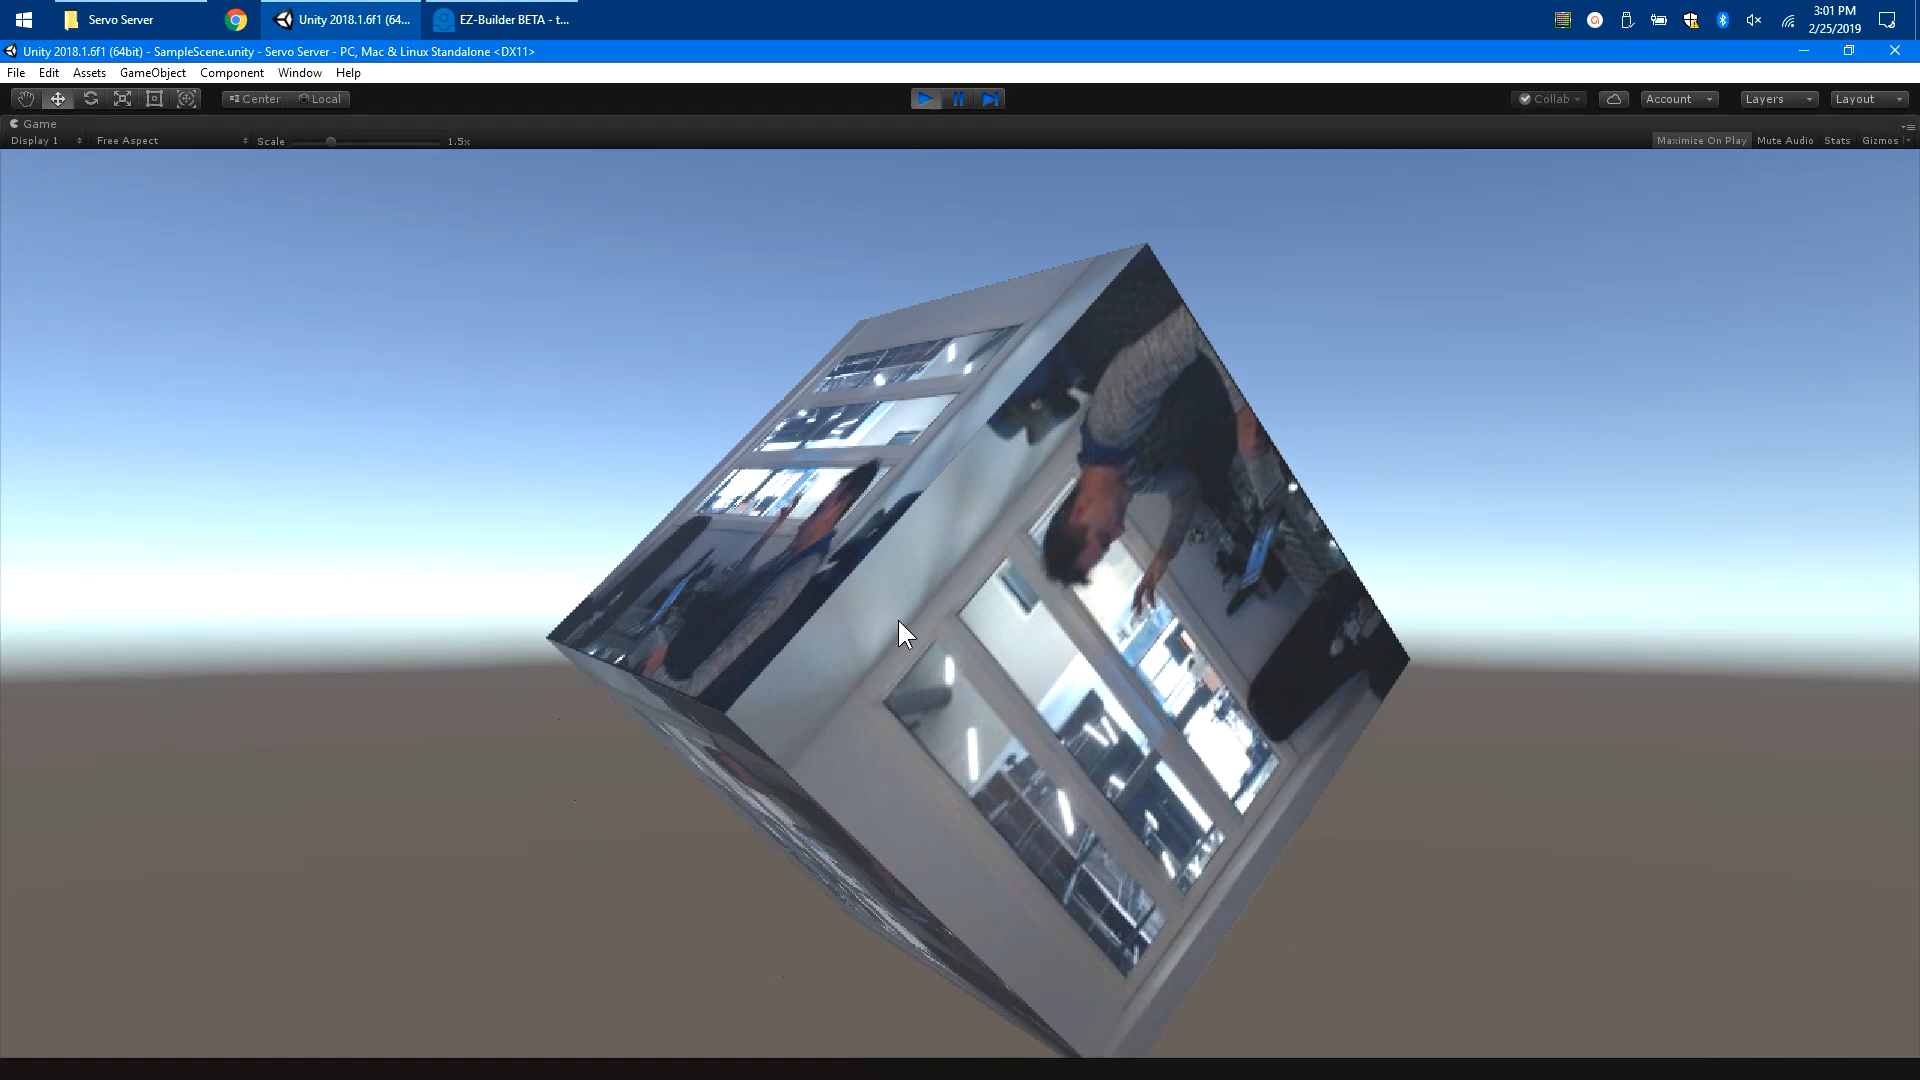 Servo Server
Unity 2018.1.6f1 (64...
EZ-Builder BETA - t...
3:01 PM
2/25/2019
Unity 2018.1.6f1 (64bit) - SampleScene.unity - Servo Server - PC, Mac & Linux Standalone <DX11>
File Edit Assets GameObject Component Window Help
Center Local Collab Account Layers Layout
Game
Display 1 Free Aspect Scale 1.5x Maximize On Play Mute Audio Stats Gizmos